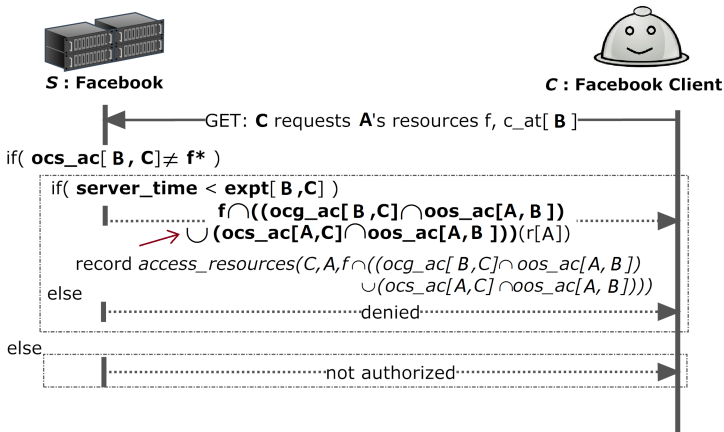 S : Facebook
C : Facebook Client
GET: C requests A's resources f, c_at[ B ]
if( ocs_ac[ B, C]≠ f* )
if( server_time < expt[ B,C] )
f∩((ocg_ac[ B,C]∩oos_ac[A, B ])
∪(ocs_ac[A,C]∩oos_ac[A,B ]))(r[A])
record access_resources(C,A,f∩((ocg_ac[ B,C]∩oos_ac[A, B])
∪(ocs_ac[A,C] ∩oos_ac[A, B])))
else
denied
else
not authorized